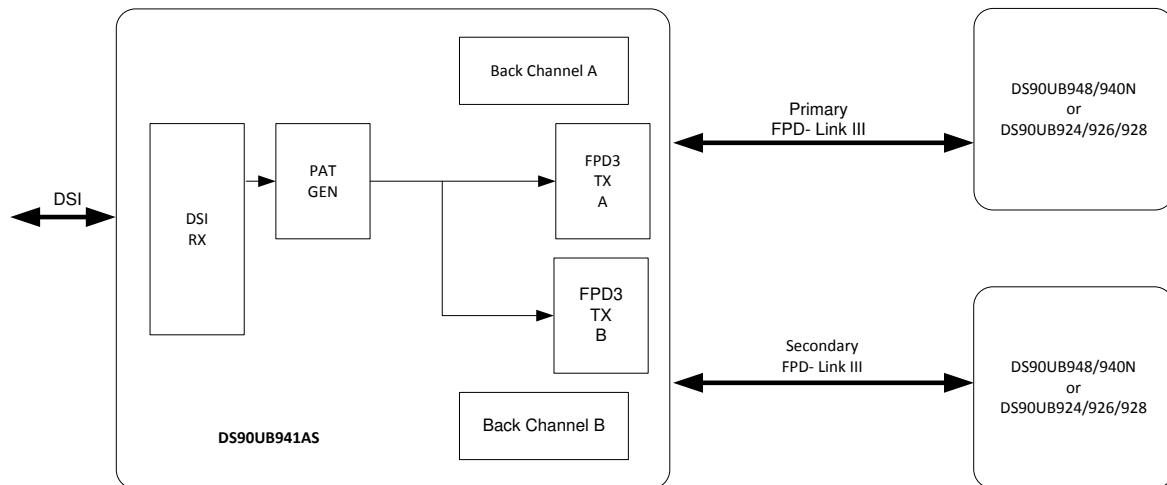 DSI
DSI
RX
PAT
GEN
Back Channel A
FPD3
TX
A
FPD3
TX
B
Back Channel B
DS90UB941AS
Primary
FPD- Link III
Secondary
FPD- Link III
DS90UB948/940N
or
DS90UB924/926/928
DS90UB948/940N
or
DS90UB924/926/928